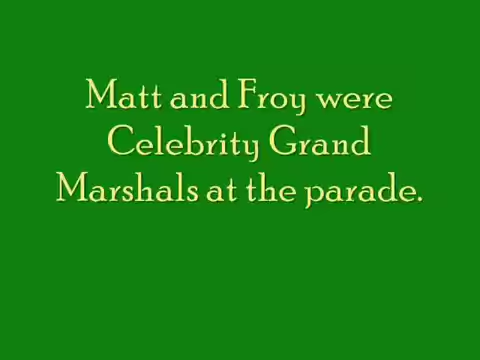 Matt and Froy were
Celebrity Grand
Marshals at the parade.